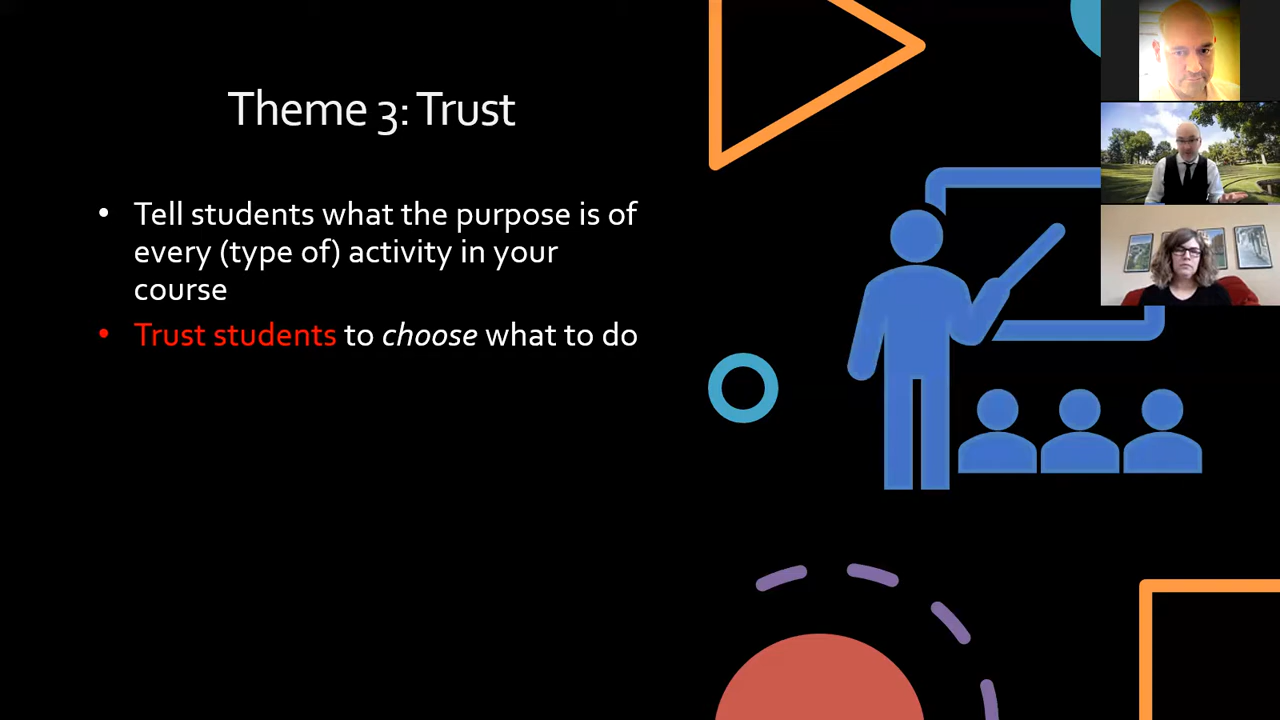 Theme 3: Trust
• Tell students what the purpose is of
every (type of) activity in your
course
• Trust students to choose what to do